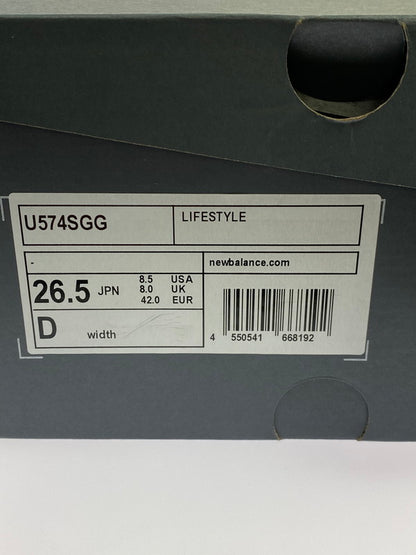 U574SGG
LIFESTYLE
-
newbalance.com
26.5 JPN
8.5 USA
8.0 UK
42.0 EUR
D width
4 550541 668192